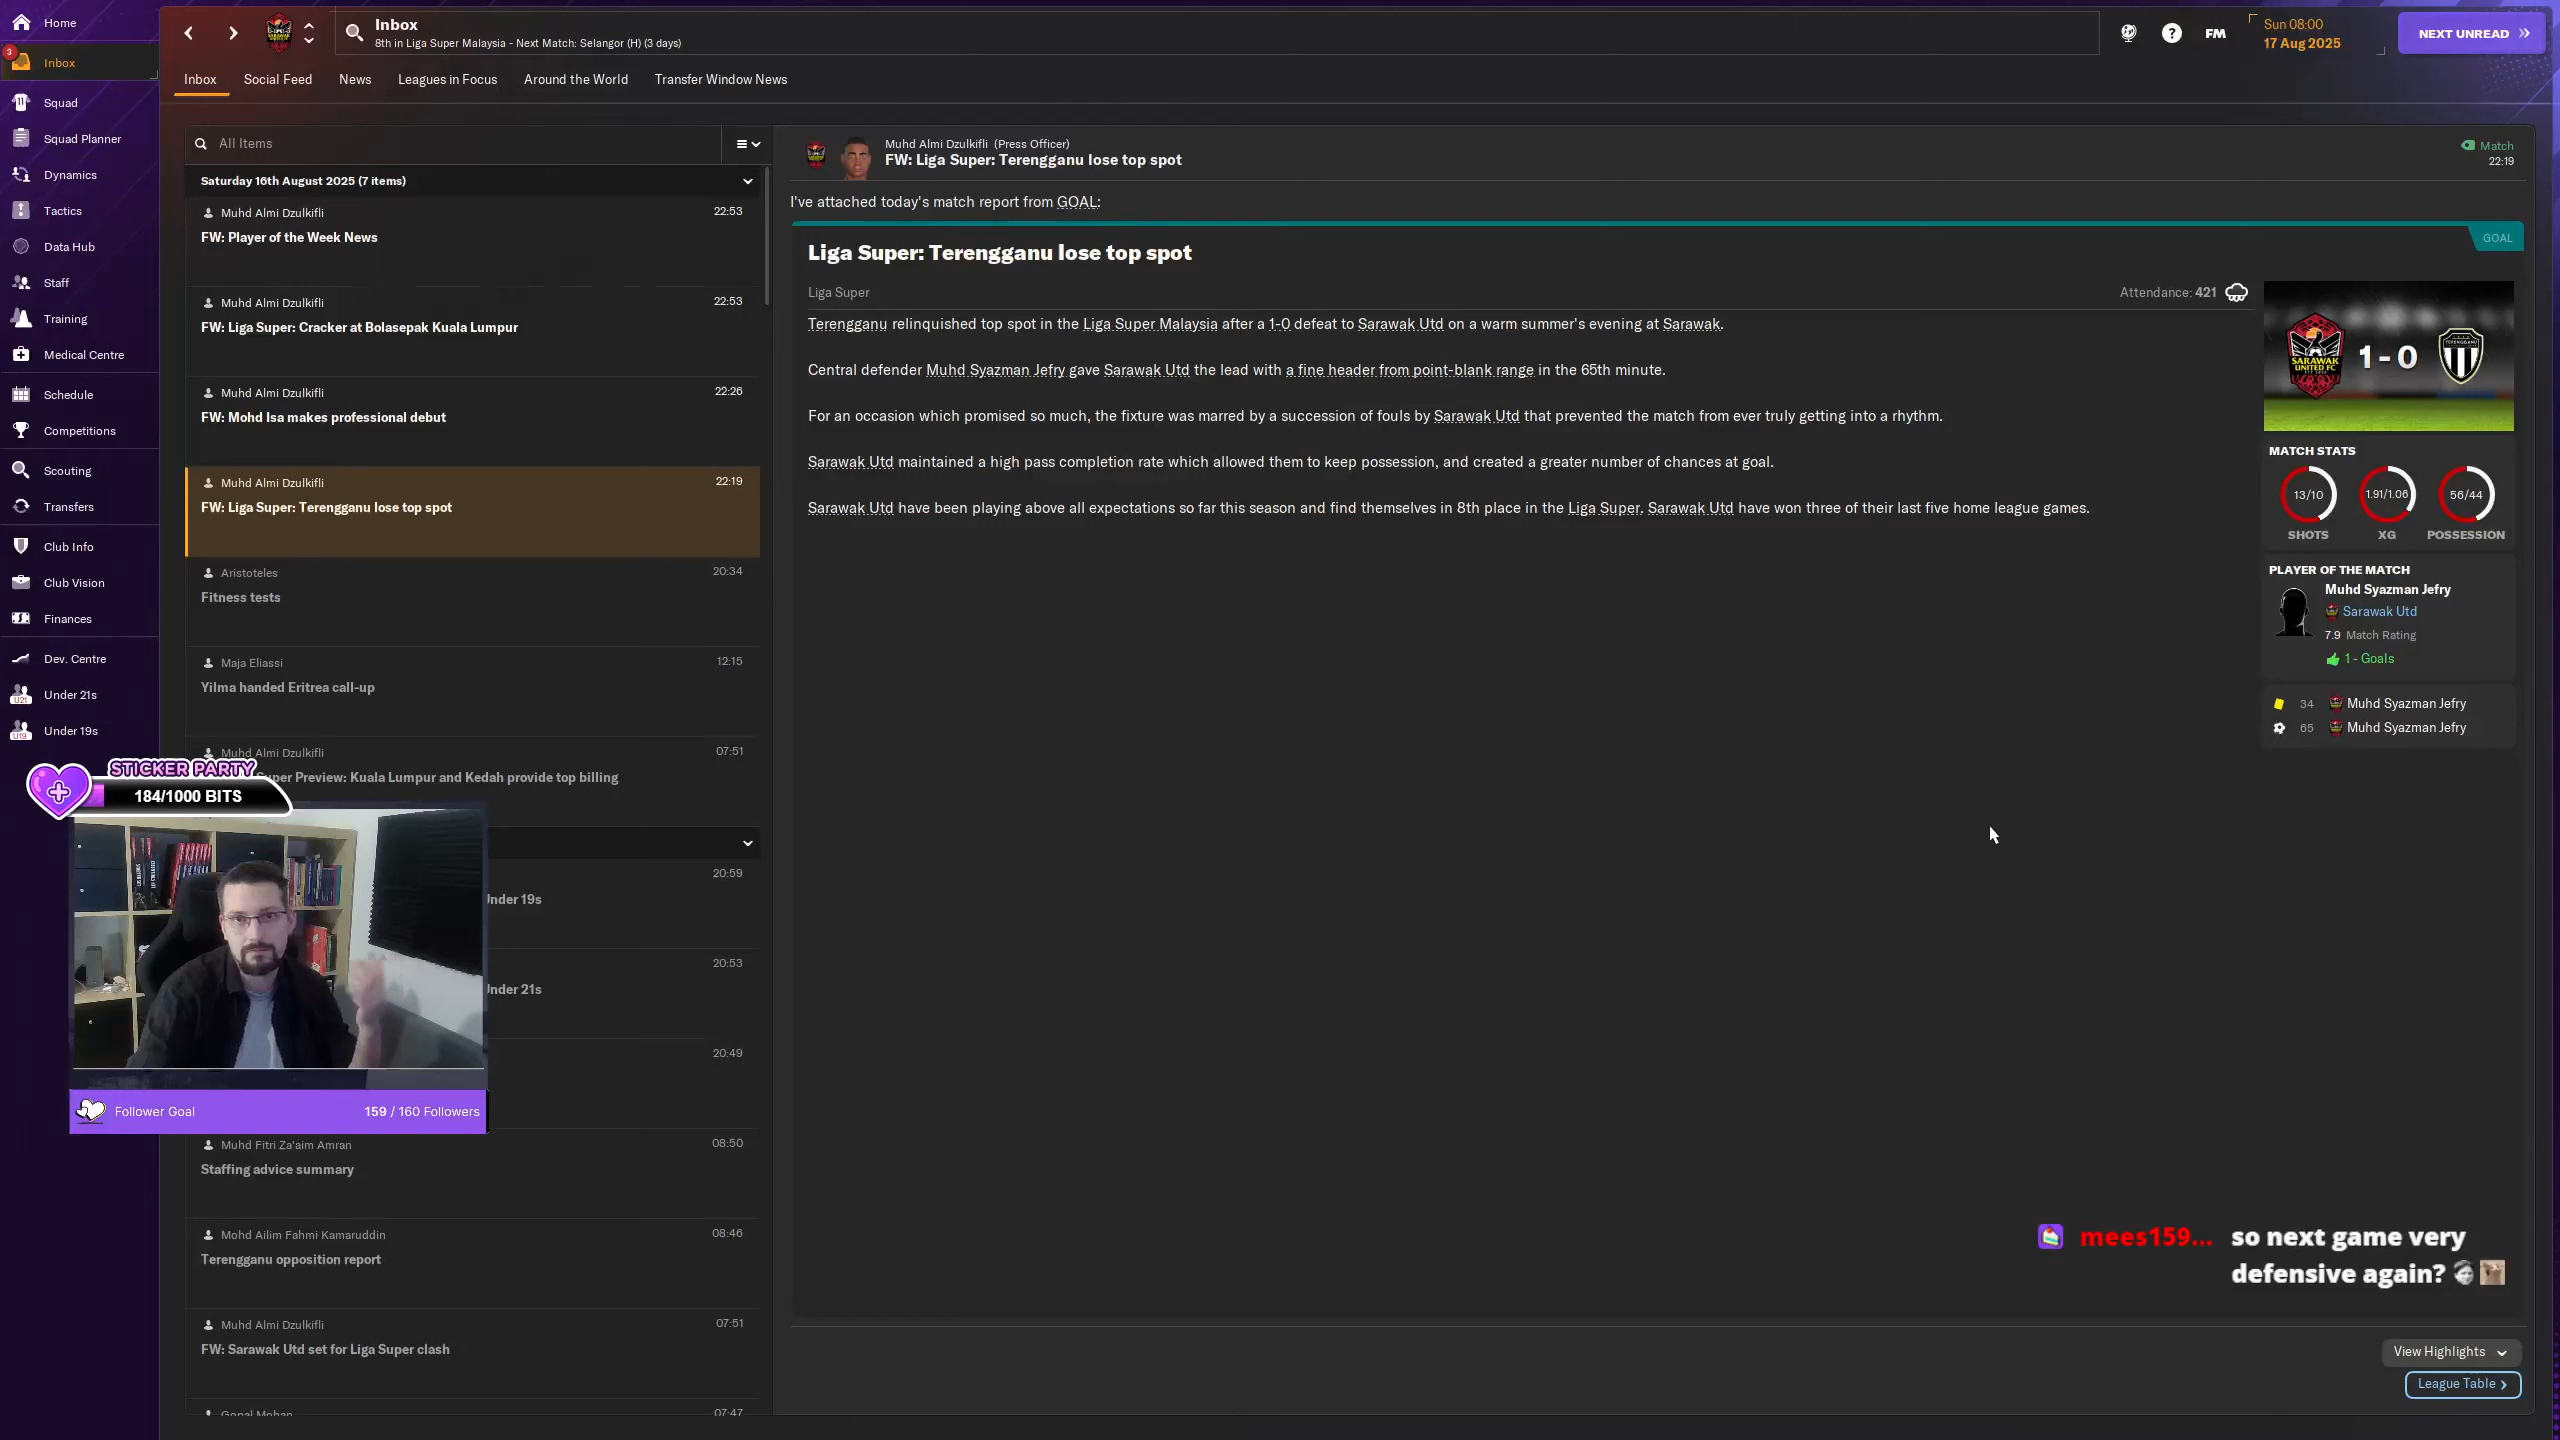 Home
3
Inbox
Squad
Squad Planner
Dynamics
Tactics
Data Hub
Staff
Training
Medical Centre
Schedule
Competitions
Scouting
Transfers
Club Info
Club Vision
Finances
Dev. Centre
U21
Under 21s
U19
Under 19s
Inbox
8th in Liga Super Malaysia - Next Match: Selangor (H) (3 days)
FM
Sun 08:00
17 Aug 2025
NEXT UNREAD
Inbox
Social Feed
News
Leagues in Focus
Around the World
Transfer Window News
All Items
Saturday 16th August 2025 (7 items)
Muhd Almi Dzulkifli 22:53
FW: Player of the Week News
Muhd Almi Dzulkifli 22:53
FW: Liga Super: Cracker at Bolasepak Kuala Lumpur
Muhd Almi Dzulkifli 22:26
FW: Mohd Isa makes professional debut
Muhd Almi Dzulkifli 22:19
FW: Liga Super: Terengganu lose top spot
Aristoteles 20:34
Fitness tests
Maja Eliassi 12:15
Yilma handed Eritrea call-up
Muhd Almi Dzulkifli 07:51
Super Preview: Kuala Lumpur and Kedah provide top billing
20:59
Under 19s
20:53
Under 21s
20:49
Muhd Fitri Za'aim Amran 08:50
Staffing advice summary
Mohd Ailim Fahmi Kamaruddin 08:46
Terengganu opposition report
Muhd Almi Dzulkifli 07:51
FW: Sarawak Utd set for Liga Super clash
Gopal Mohan 07:47
STICKER PARTY
184/1000 BITS
Follower Goal 159 / 160 Followers
Muhd Almi Dzulkifli (Press Officer)
FW: Liga Super: Terengganu lose top spot
Match
22:19
I've attached today's match report from GOAL:
GOAL
Liga Super: Terengganu lose top spot
Liga Super Attendance: 421
Terengganu relinquished top spot in the Liga Super Malaysia after a 1-0 defeat to Sarawak Utd on a warm summer's evening at Sarawak.
Central defender Muhd Syazman Jefry gave Sarawak Utd the lead with a fine header from point-blank range in the 65th minute.
For an occasion which promised so much, the fixture was marred by a succession of fouls by Sarawak Utd that prevented the match from ever truly getting into a rhythm.
Sarawak Utd maintained a high pass completion rate which allowed them to keep possession, and created a greater number of chances at goal.
Sarawak Utd have been playing above all expectations so far this season and find themselves in 8th place in the Liga Super. Sarawak Utd have won three of their last five home league games.
SARAWAK
UNITED FC
1 - 0
TERENGGANU
MATCH STATS
13/10 1.91/1.06 56/44
SHOTS XG POSSESSION
PLAYER OF THE MATCH
Muhd Syazman Jefry
Sarawak Utd
7.9 Match Rating
1 - Goals
34 Muhd Syazman Jefry
65 Muhd Syazman Jefry
mees159... so next game very
defensive again?
View Highlights
League Table